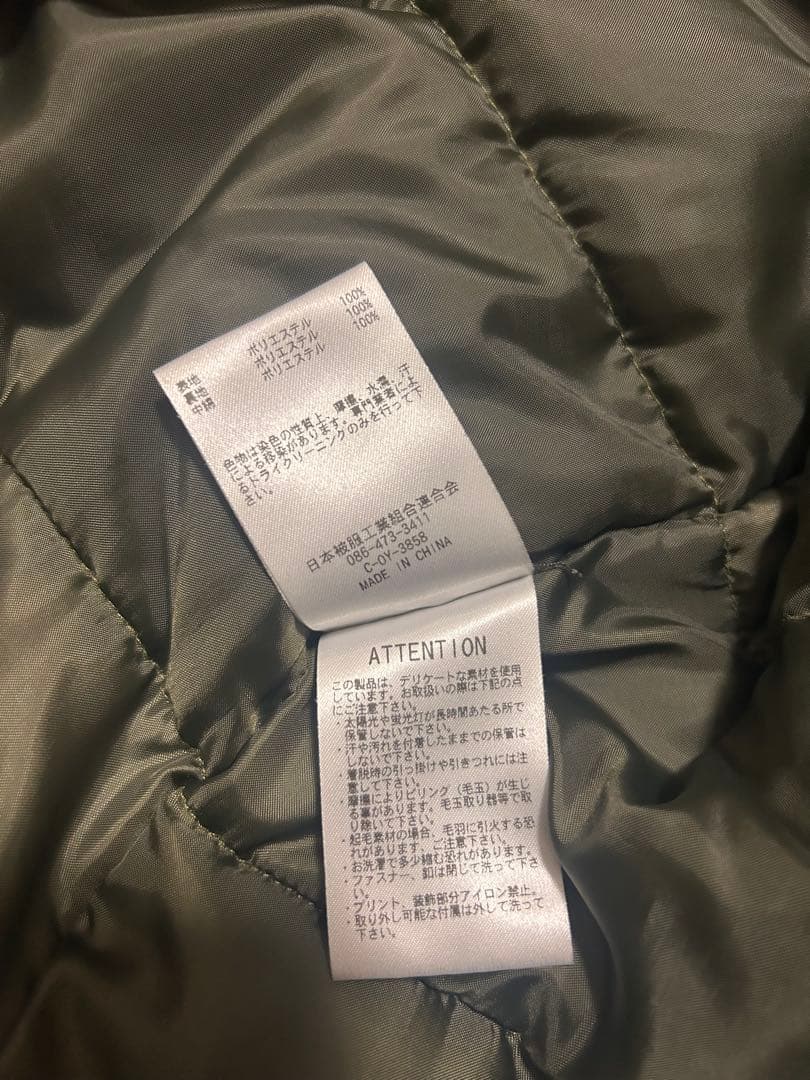 表地 ポリエステル 100%
裏地 ポリエステル 100%
中綿 ポリエステル 100%
色物は染色の性質上、摩擦、水濡、汗
による移染があります。専門業者によ
るドライクリーニングのみを行って下
さい。
日本被服工業組合連合会
086-473-3411
C-0Y-3858
MADE IN CHINA
ATTENTION
この製品は、デリケートな素材を使用
しています。お取扱いの際は下記の点
にご注意下さい。
・太陽光や蛍光灯が長時間あたる所で
保管しないで下さい。
・汗や汚れを付着したままでの保管は
しないで下さい。
・着脱時の引っ掛けや引きつれには注
意して下さい。
・摩擦によりピリング（毛玉）が生じ
る事があります。毛玉取り器等で取
り除いて下さい。
・起毛素材の場合、毛羽に引火する恐
れがあります。ご注意下さい。
・お洗濯で多少縮む恐れがあります。
・ファスナー、釦は閉じて洗って下さ
い。
・プリント、装飾部分アイロン禁止。
・取り外し可能な付属は外して洗って
下さい。